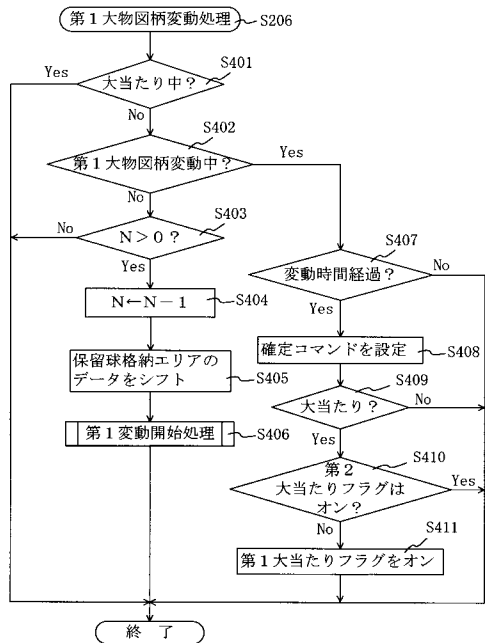 第１大物図柄変動処理
S206
S401
Yes
大当たり中？
No
S402
第１大物図柄変動中？
Yes
No
S403
No
Ｎ＞０？
Yes
S407
変動時間経過？
No
Yes
Ｎ←Ｎ－１
S404
確定コマンドを設定
S408
保留球格納エリアの
データをシフト
S405
S409
大当たり？
No
Yes
第１変動開始処理
S406
S410
第２
大当たりフラグは
オン？
Yes
No
S411
第１大当たりフラグをオン
終 了